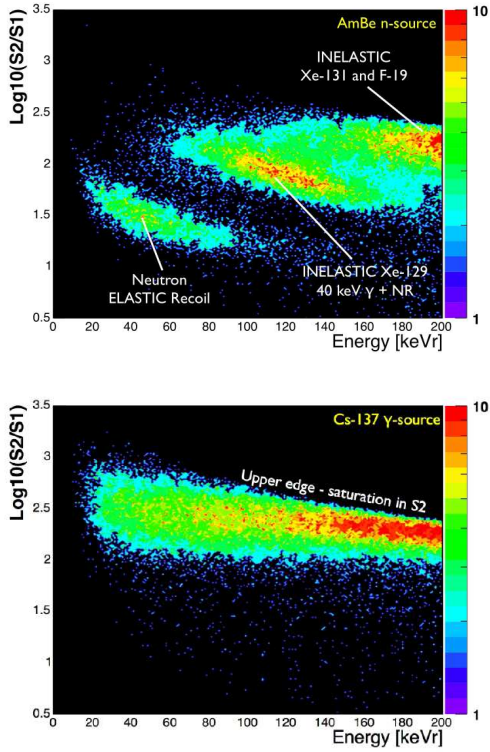 AmBe n-source
10
INELASTIC
Xe-131 and F-19
Log10(S2/S1)
3.5
3
2.5
2
1.5
1
0.5
Neutron
ELASTIC Recoil
INELASTIC Xe-129
40 keV γ + NR
1
0 20 40 60 80 100 120 140 160 180 200
Energy [keVr]
Cs-137 γ-source
10
Upper edge - saturation in S2
Log10(S2/S1)
3.5
3
2.5
2
1.5
1
0.5
1
0 20 40 60 80 100 120 140 160 180 200
Energy [keVr]